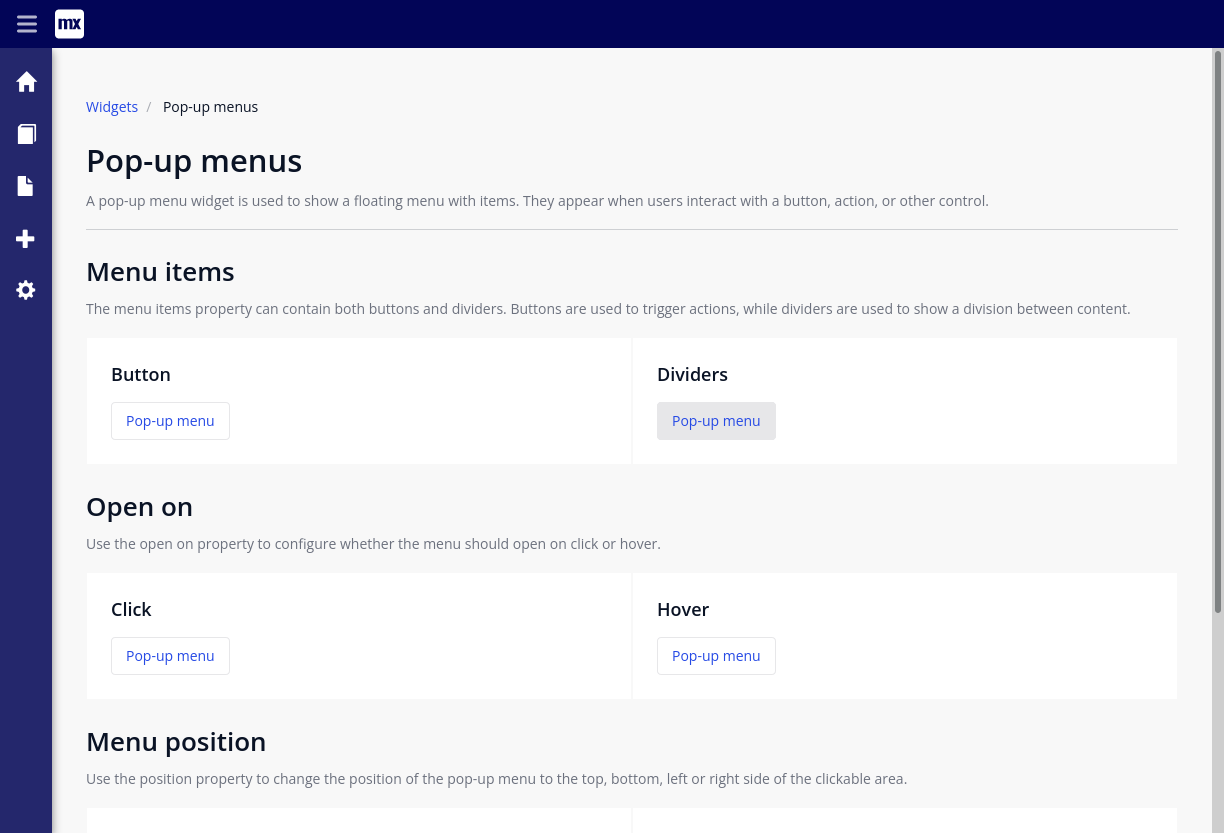 mx
Widgets / Pop-up menus
Pop-up menus
A pop-up menu widget is used to show a floating menu with items. They appear when users interact with a button, action, or other control.
Menu items
The menu items property can contain both buttons and dividers. Buttons are used to trigger actions, while dividers are used to show a division between content.
Button
Pop-up menu
Dividers
Pop-up menu
Open on
Use the open on property to configure whether the menu should open on click or hover.
Click
Pop-up menu
Hover
Pop-up menu
Menu position
Use the position property to change the position of the pop-up menu to the top, bottom, left or right side of the clickable area.